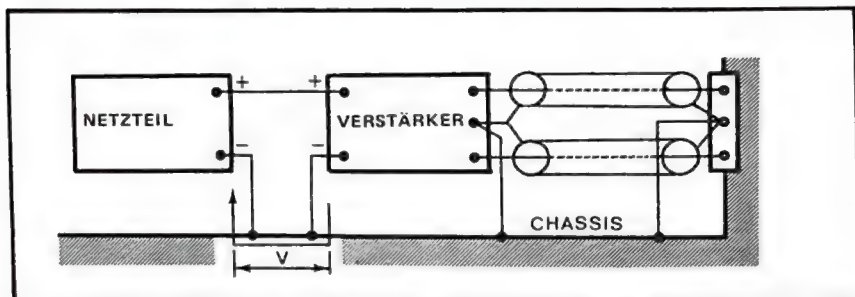 + +
NETZTEIL VERSTÄRKER
− −
CHASSIS
V